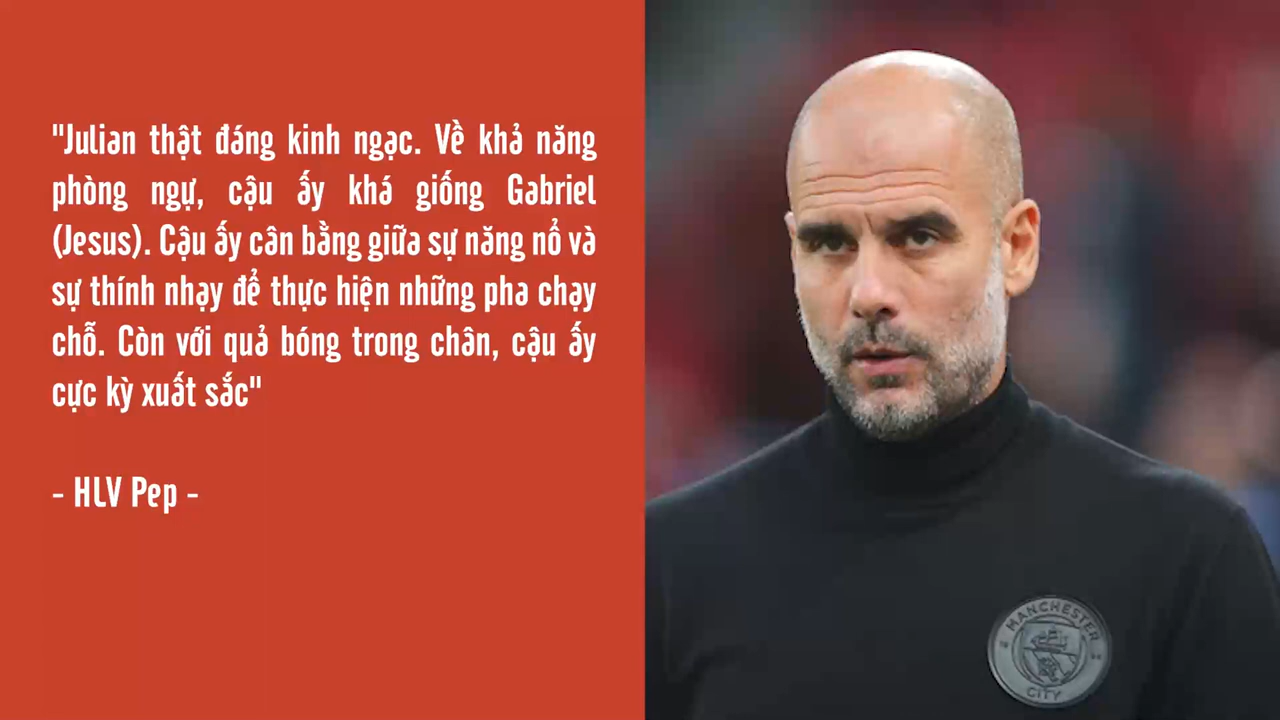 "Julian thật đáng kinh ngạc. Về khả năng
phòng ngự, cậu ấy khá giống Gabriel
(Jesus). Cậu ấy cân bằng giữa sự năng nổ và
sự thính nhạy để thực hiện những pha chạy
chỗ. Còn với quả bóng trong chân, cậu ấy
cực kỳ xuất sắc"
- HLV Pep -
MANCHESTER
CITY